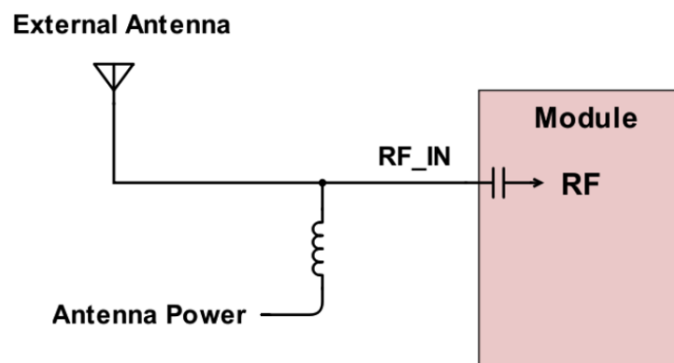 External Antenna
Module
RF_IN
RF
Antenna Power